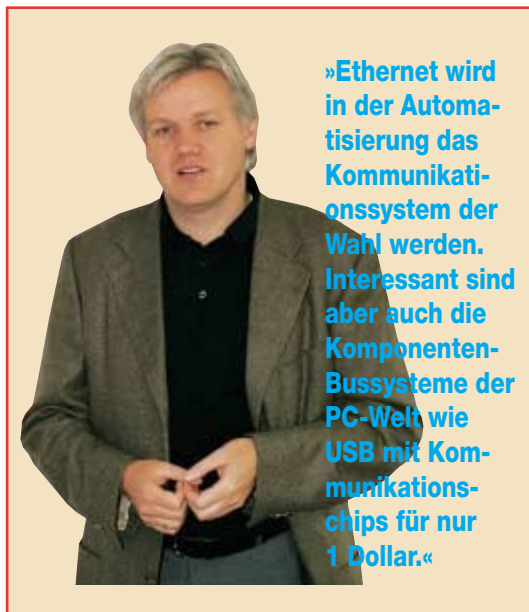 »Ethernet wird
in der Automa-
tisierung das
Kommunikati-
onssystem der
Wahl werden.
Interessant sind
aber auch die
Komponenten-
Bussysteme der
PC-Welt wie
USB mit Kom-
munikations-
chips für nur
1 Dollar.«